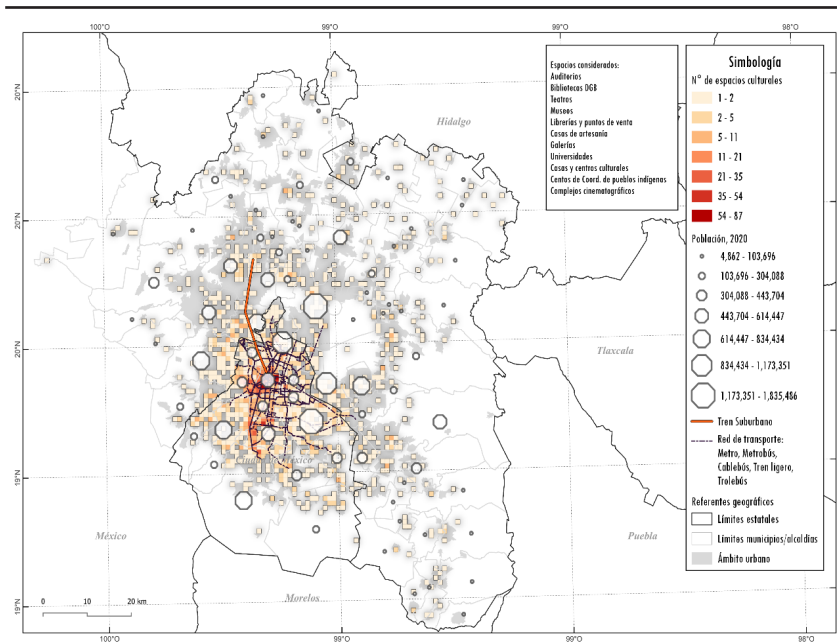 100°O
99°O
98°O
20°N
20°N
20°N
19°N
19°N
Hidalgo
Tlaxcala
Puebla
México
Morelos
Ciudad de México
Espacios considerados:
Auditorios
Bibliotecas DGB
Teatros
Museos
Librerías y puntos de venta
Casas de artesanía
Galerías
Universidades
Casas y centros culturales
Centos de Coord. de pueblos indígenas
Complejos cinematográficos
Simbología
N° de espacios culturales
1 - 2
2 - 5
5 - 11
11 - 21
21 - 35
35 - 54
54 - 87
Población, 2020
4,862 - 103,696
103,696 - 304,088
304,088 - 443,704
443,704 - 614,447
614,447 - 834,434
834,434 - 1,173,351
1,173,351 - 1,835,486
Tren Suburbano
Red de transporte:
Metro, Metrobús,
Cablebús, Tren ligero,
Trolebús
Referentes geográficos
Límites estatales
Límites municipios/alcaldías
Ámbito urbano
0 10 20 km
100°O
99°O
99°O
98°O